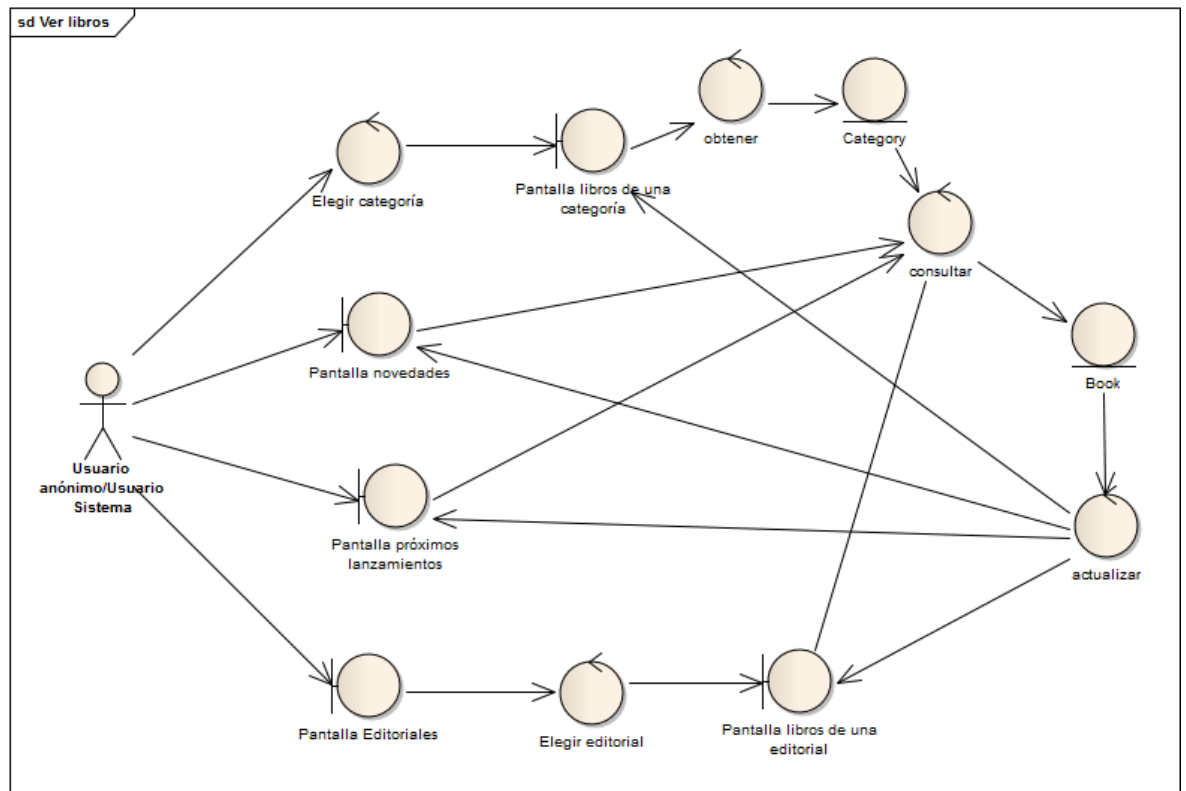 sd Ver libros
obtener
Category
Elegir categoría
Pantalla libros de una
categoría
consultar
Pantalla novedades
Book
Usuario
anónimo/Usuario
Sistema
Pantalla próximos
lanzamientos
actualizar
Pantalla Editoriales
Elegir editorial
Pantalla libros de una
editorial